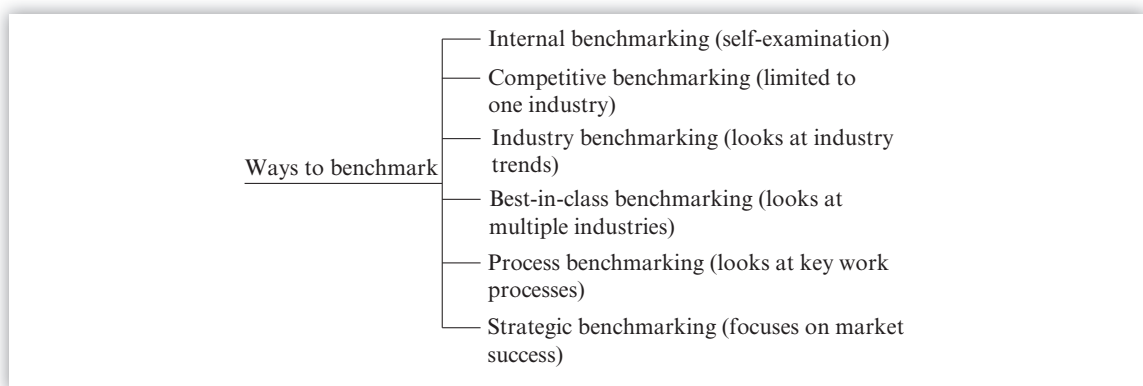 Internal benchmarking (self-examination)
Competitive benchmarking (limited to
one industry)
Industry benchmarking (looks at industry
trends)
Ways to benchmark
Best-in-class benchmarking (looks at
multiple industries)
Process benchmarking (looks at key work
processes)
Strategic benchmarking (focuses on market
success)